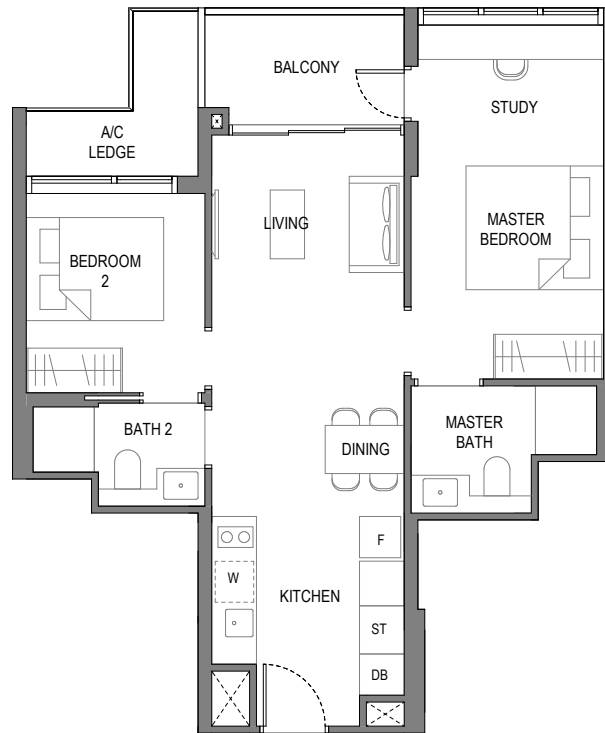 BALCONY
STUDY
A/C
LEDGE
LIVING
MASTER
BEDROOM
BEDROOM
2
BATH 2
DINING
MASTER
BATH
F
W
KITCHEN
ST
DB